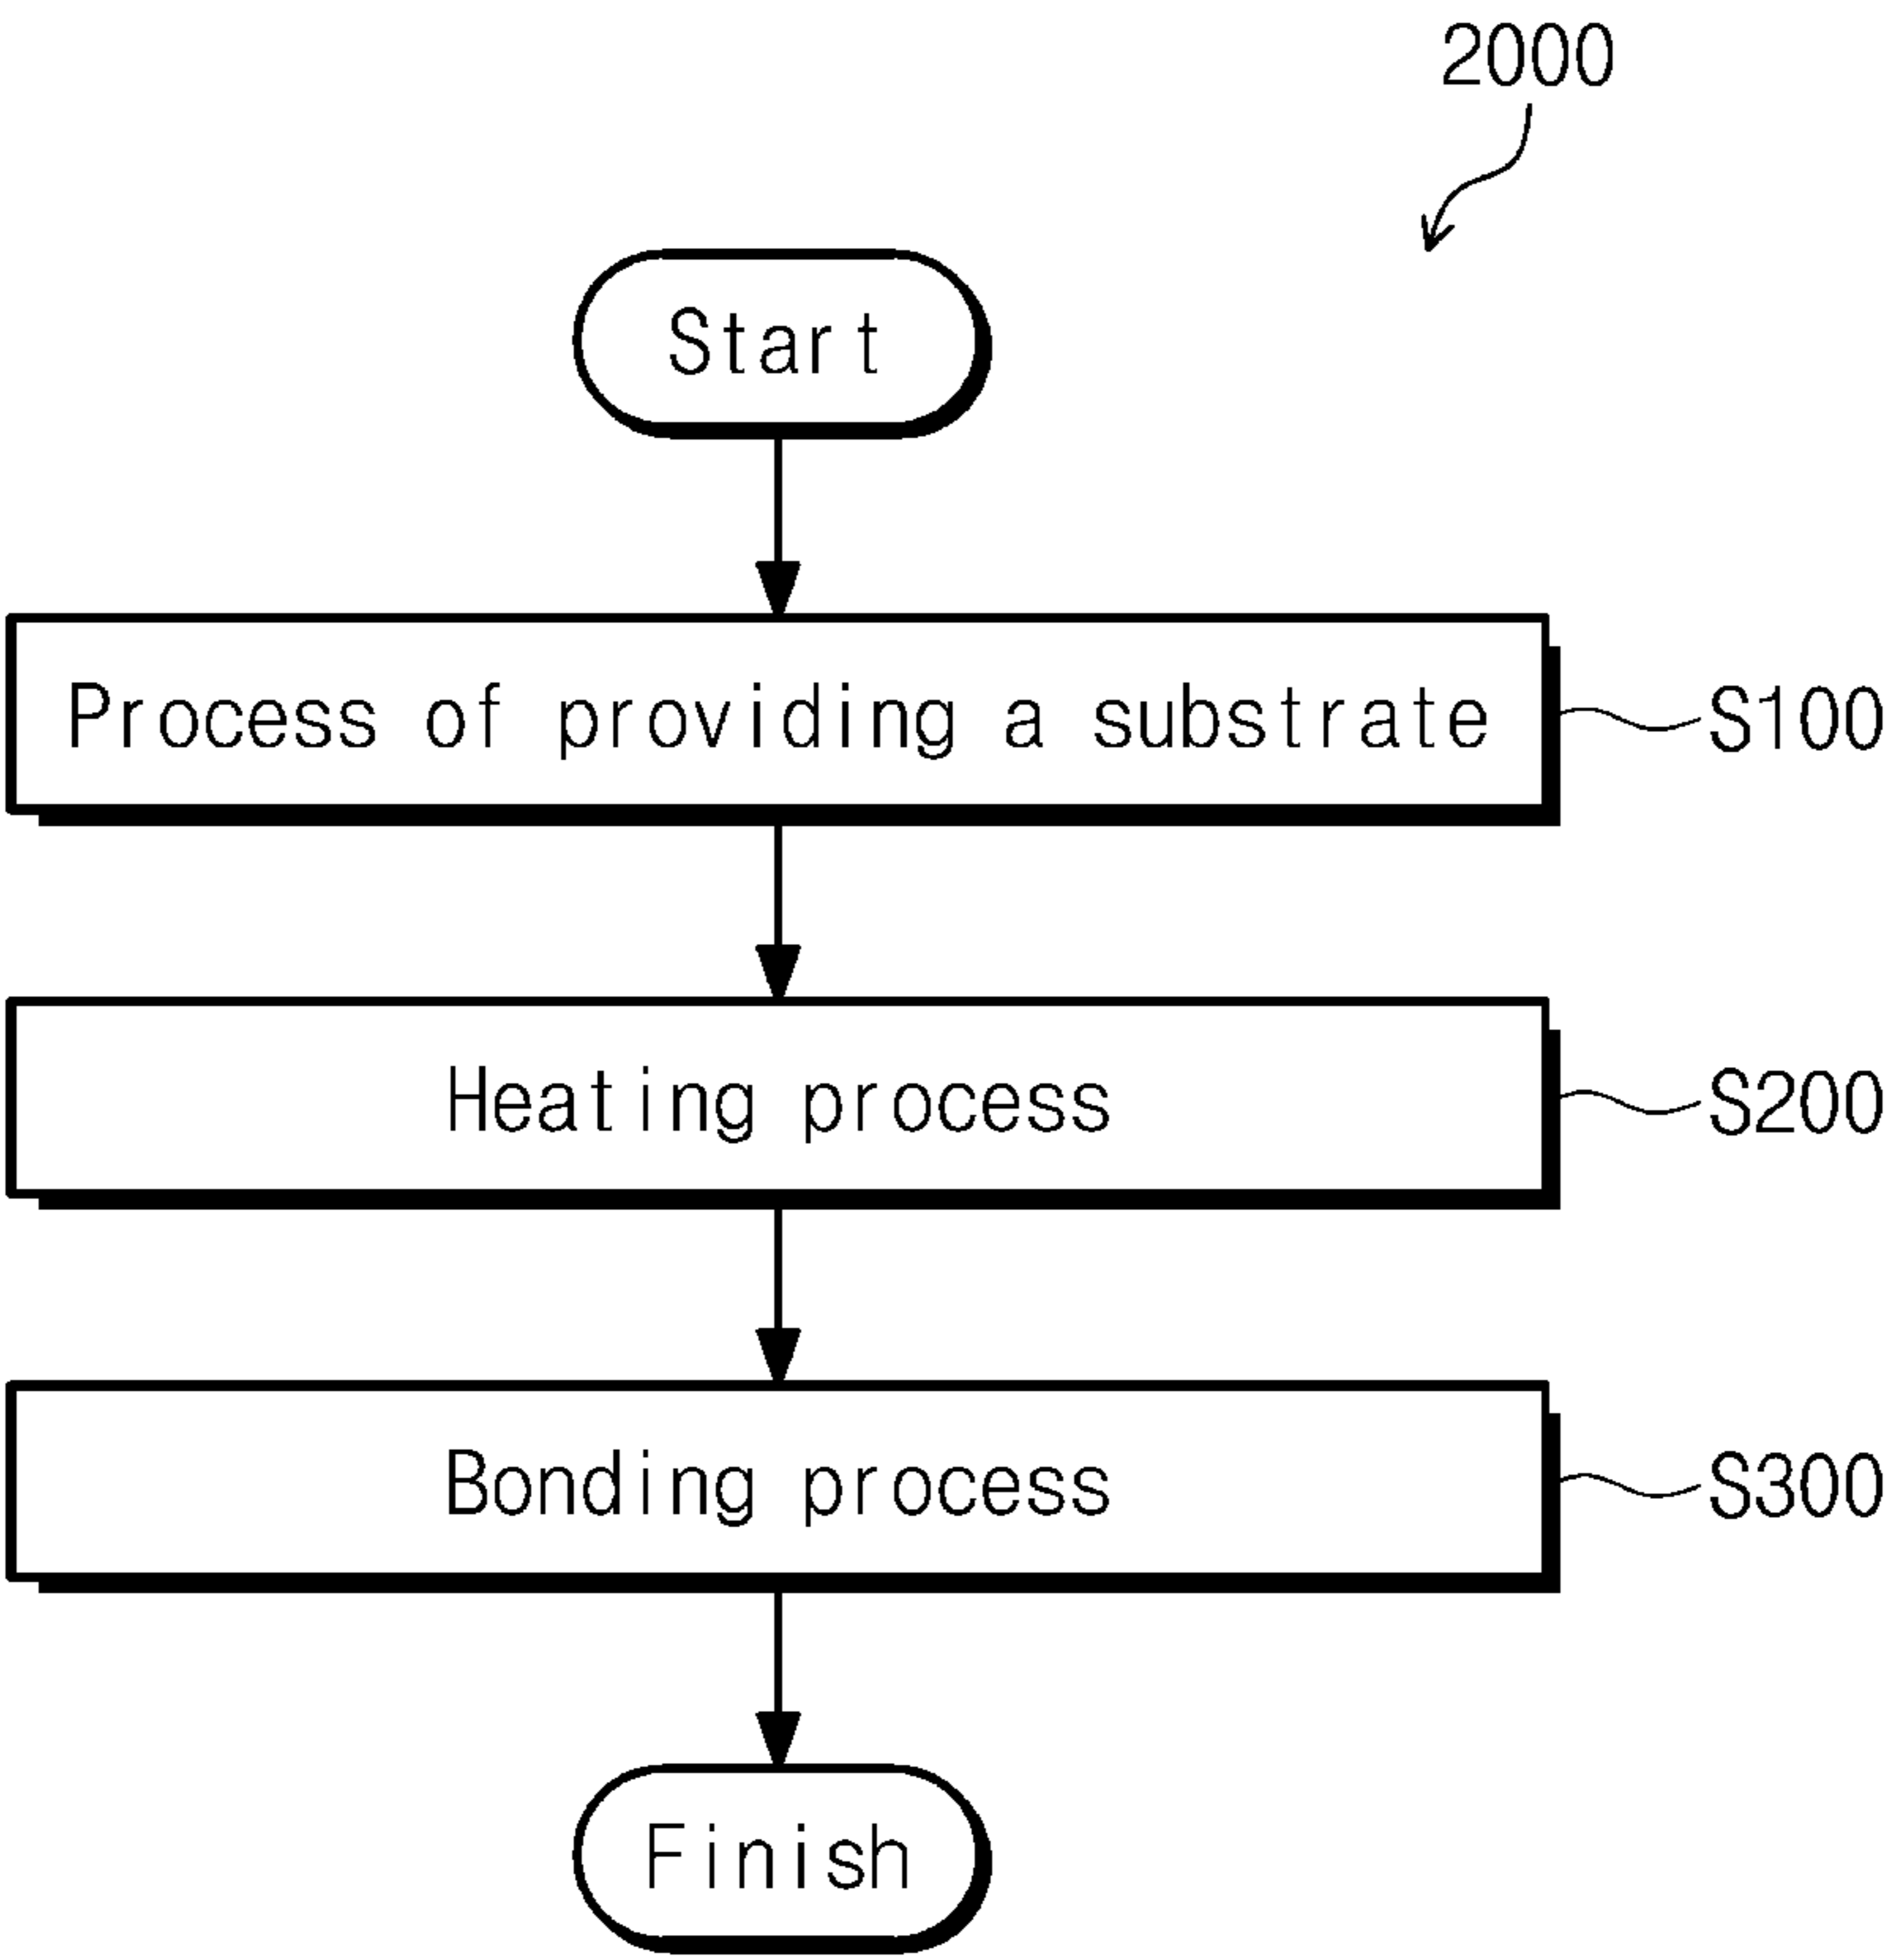 2000
Start
Process of providing a substrate
S100
Heating process
S200
Bonding process
S300
Finish